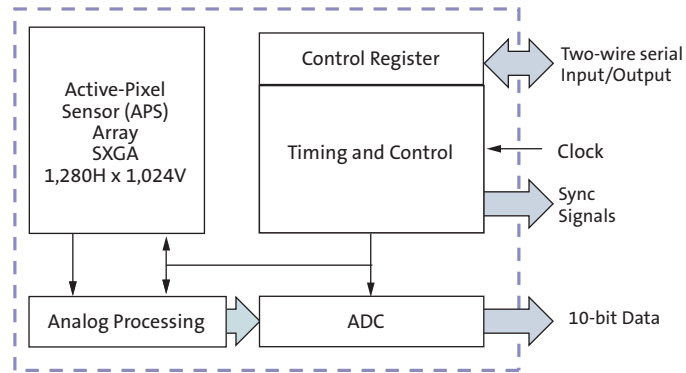 Active-Pixel
Sensor (APS)
Array
SXGA
1,280H x 1,024V
Control Register
Two-wire serial
Input/Output
Timing and Control
Clock
Sync
Signals
Analog Processing
ADC
10-bit Data